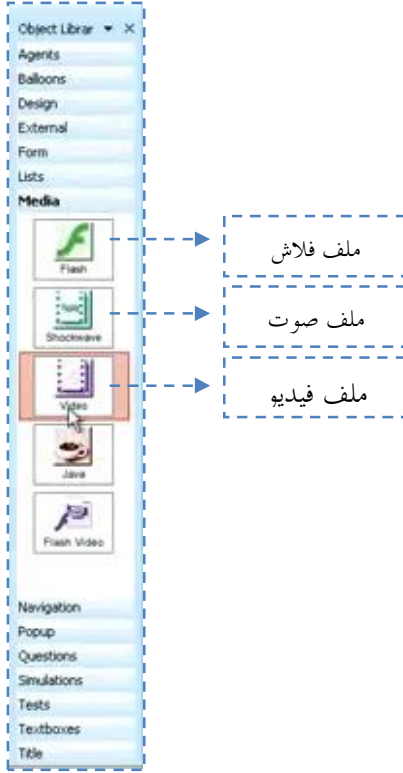 Object Librar
Agents
Balloons
Design
External
Form
Lists
Media
Flash
ملف فلاش
Shockwave
ملف صوت
Video
ملف فيديو
Java
Flash Video
Navigation
Popup
Questions
Simulations
Tests
Textboxes
Title